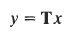 y = Tx